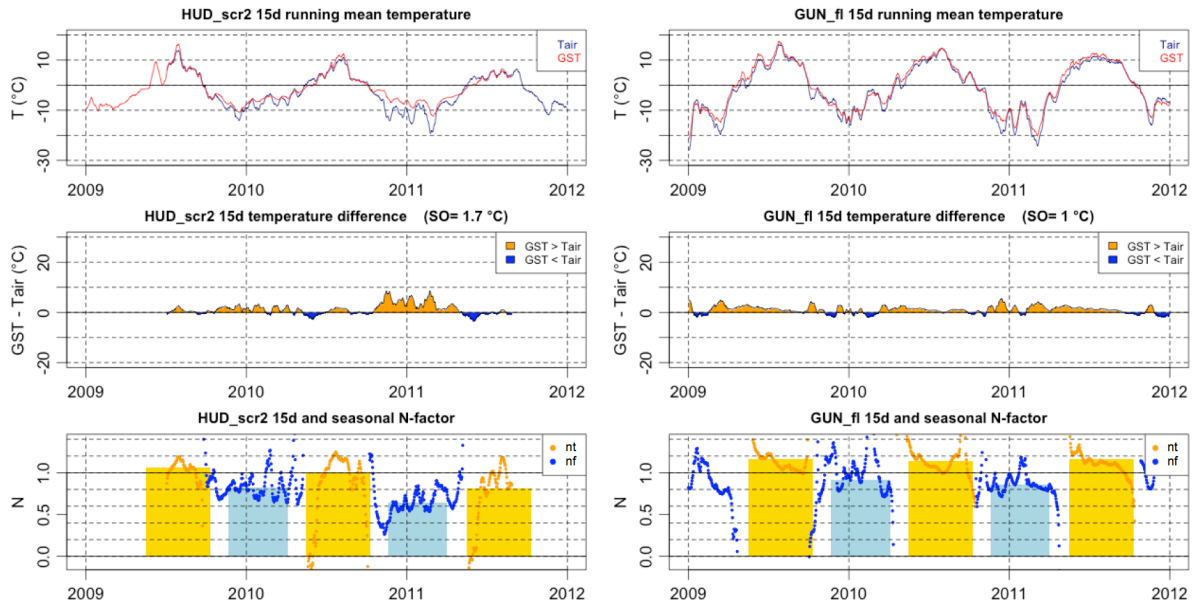 HUD_scr2 15d running mean temperature
Tair
GST
T (°C)
10
-10
-30
2009 2010 2011 2012
GUN_fl 15d running mean temperature
Tair
GST
T (°C)
10
-10
-30
2009 2010 2011 2012
HUD_scr2 15d temperature difference (SO= 1.7 °C)
GST > Tair
GST < Tair
GST - Tair (°C)
20
0
-20
2009 2010 2011 2012
GUN_fl 15d temperature difference (SO= 1 °C)
GST > Tair
GST < Tair
GST - Tair (°C)
20
0
-20
2009 2010 2011 2012
HUD_scr2 15d and seasonal N-factor
nt
nf
N
1.0
0.5
0.0
2009 2010 2011 2012
GUN_fl 15d and seasonal N-factor
nt
nf
N
1.0
0.5
0.0
2009 2010 2011 2012